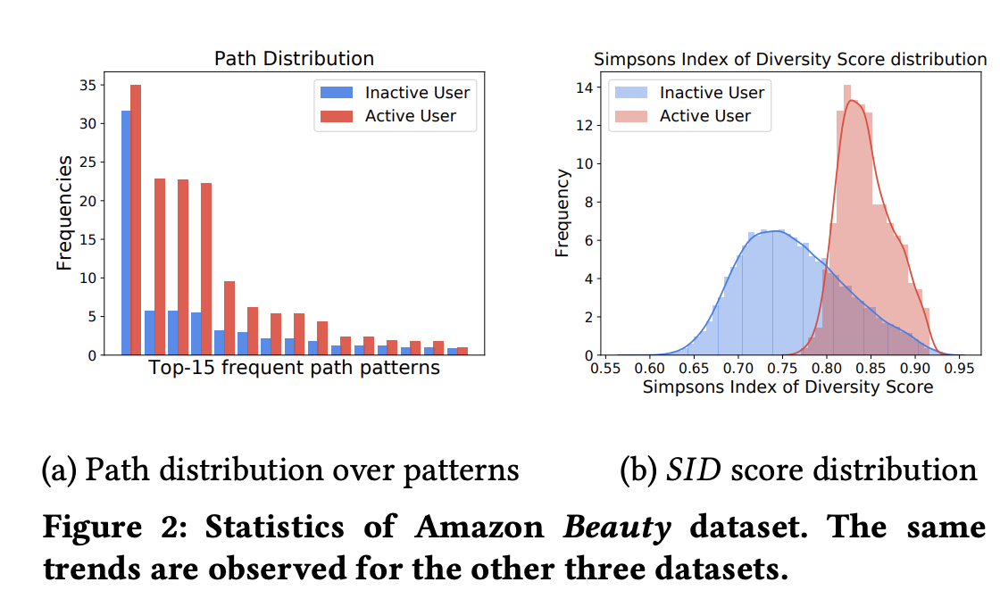 Path Distribution
Frequencies
35
30
25
20
15
10
5
0
Inactive User
Active User
Top-15 frequent path patterns
Simpsons Index of Diversity Score distribution
Frequency
14
12
10
8
6
4
2
0
Inactive User
Active User
0.55 0.60 0.65 0.70 0.75 0.80 0.85 0.90 0.95
Simpsons Index of Diversity Score
(a) Path distribution over patterns
(b) SID score distribution
Figure 2: Statistics of Amazon Beauty dataset. The same
trends are observed for the other three datasets.